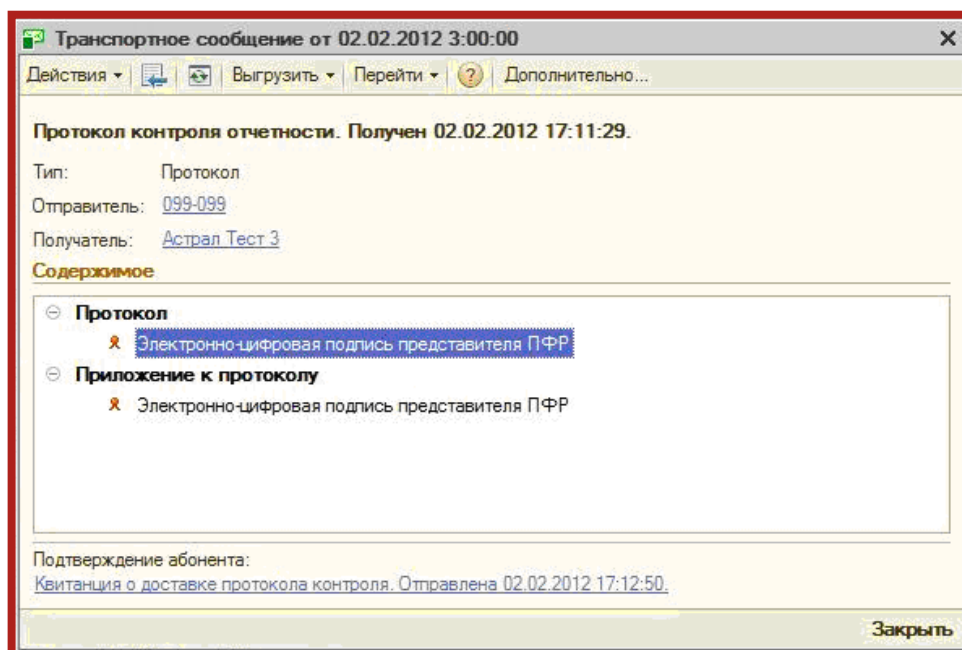 Транспортное сообщение от 02.02.2012 3:00:00
Действия Выгрузить Перейти ? Дополнительно...
Протокол контроля отчетности. Получен 02.02.2012 17:11:29.
Тип: Протокол
Отправитель: 099-099
Получатель: Астрал Тест 3
Содержимое
Протокол
Электронно-цифровая подпись представителя ПФР
Приложение к протоколу
Электронно-цифровая подпись представителя ПФР
Подтверждение абонента:
Квитанция о доставке протокола контроля. Отправлена 02.02.2012 17:12:50.
Закрыть